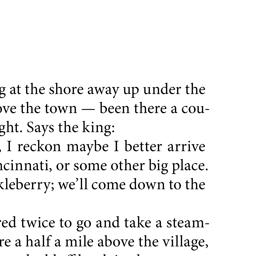 g at the shore away up under the
ove the town — been there a cou-
ght. Says the king:
, I reckon maybe I better arrive
ncinnati, or some other big place.
kleberry; we’ll come down to the
red twice to go and take a steam-
re a half a mile above the village,